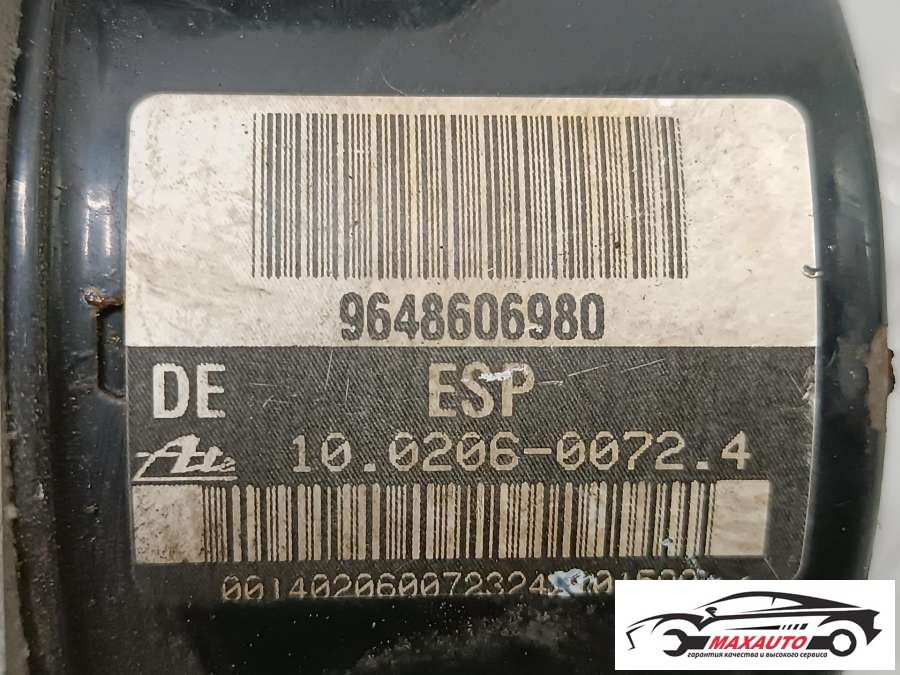 9648606980
DE ESP
Ate 10.0206-0072.4
MAXAUTO
гарантия качества и высокого сервиса